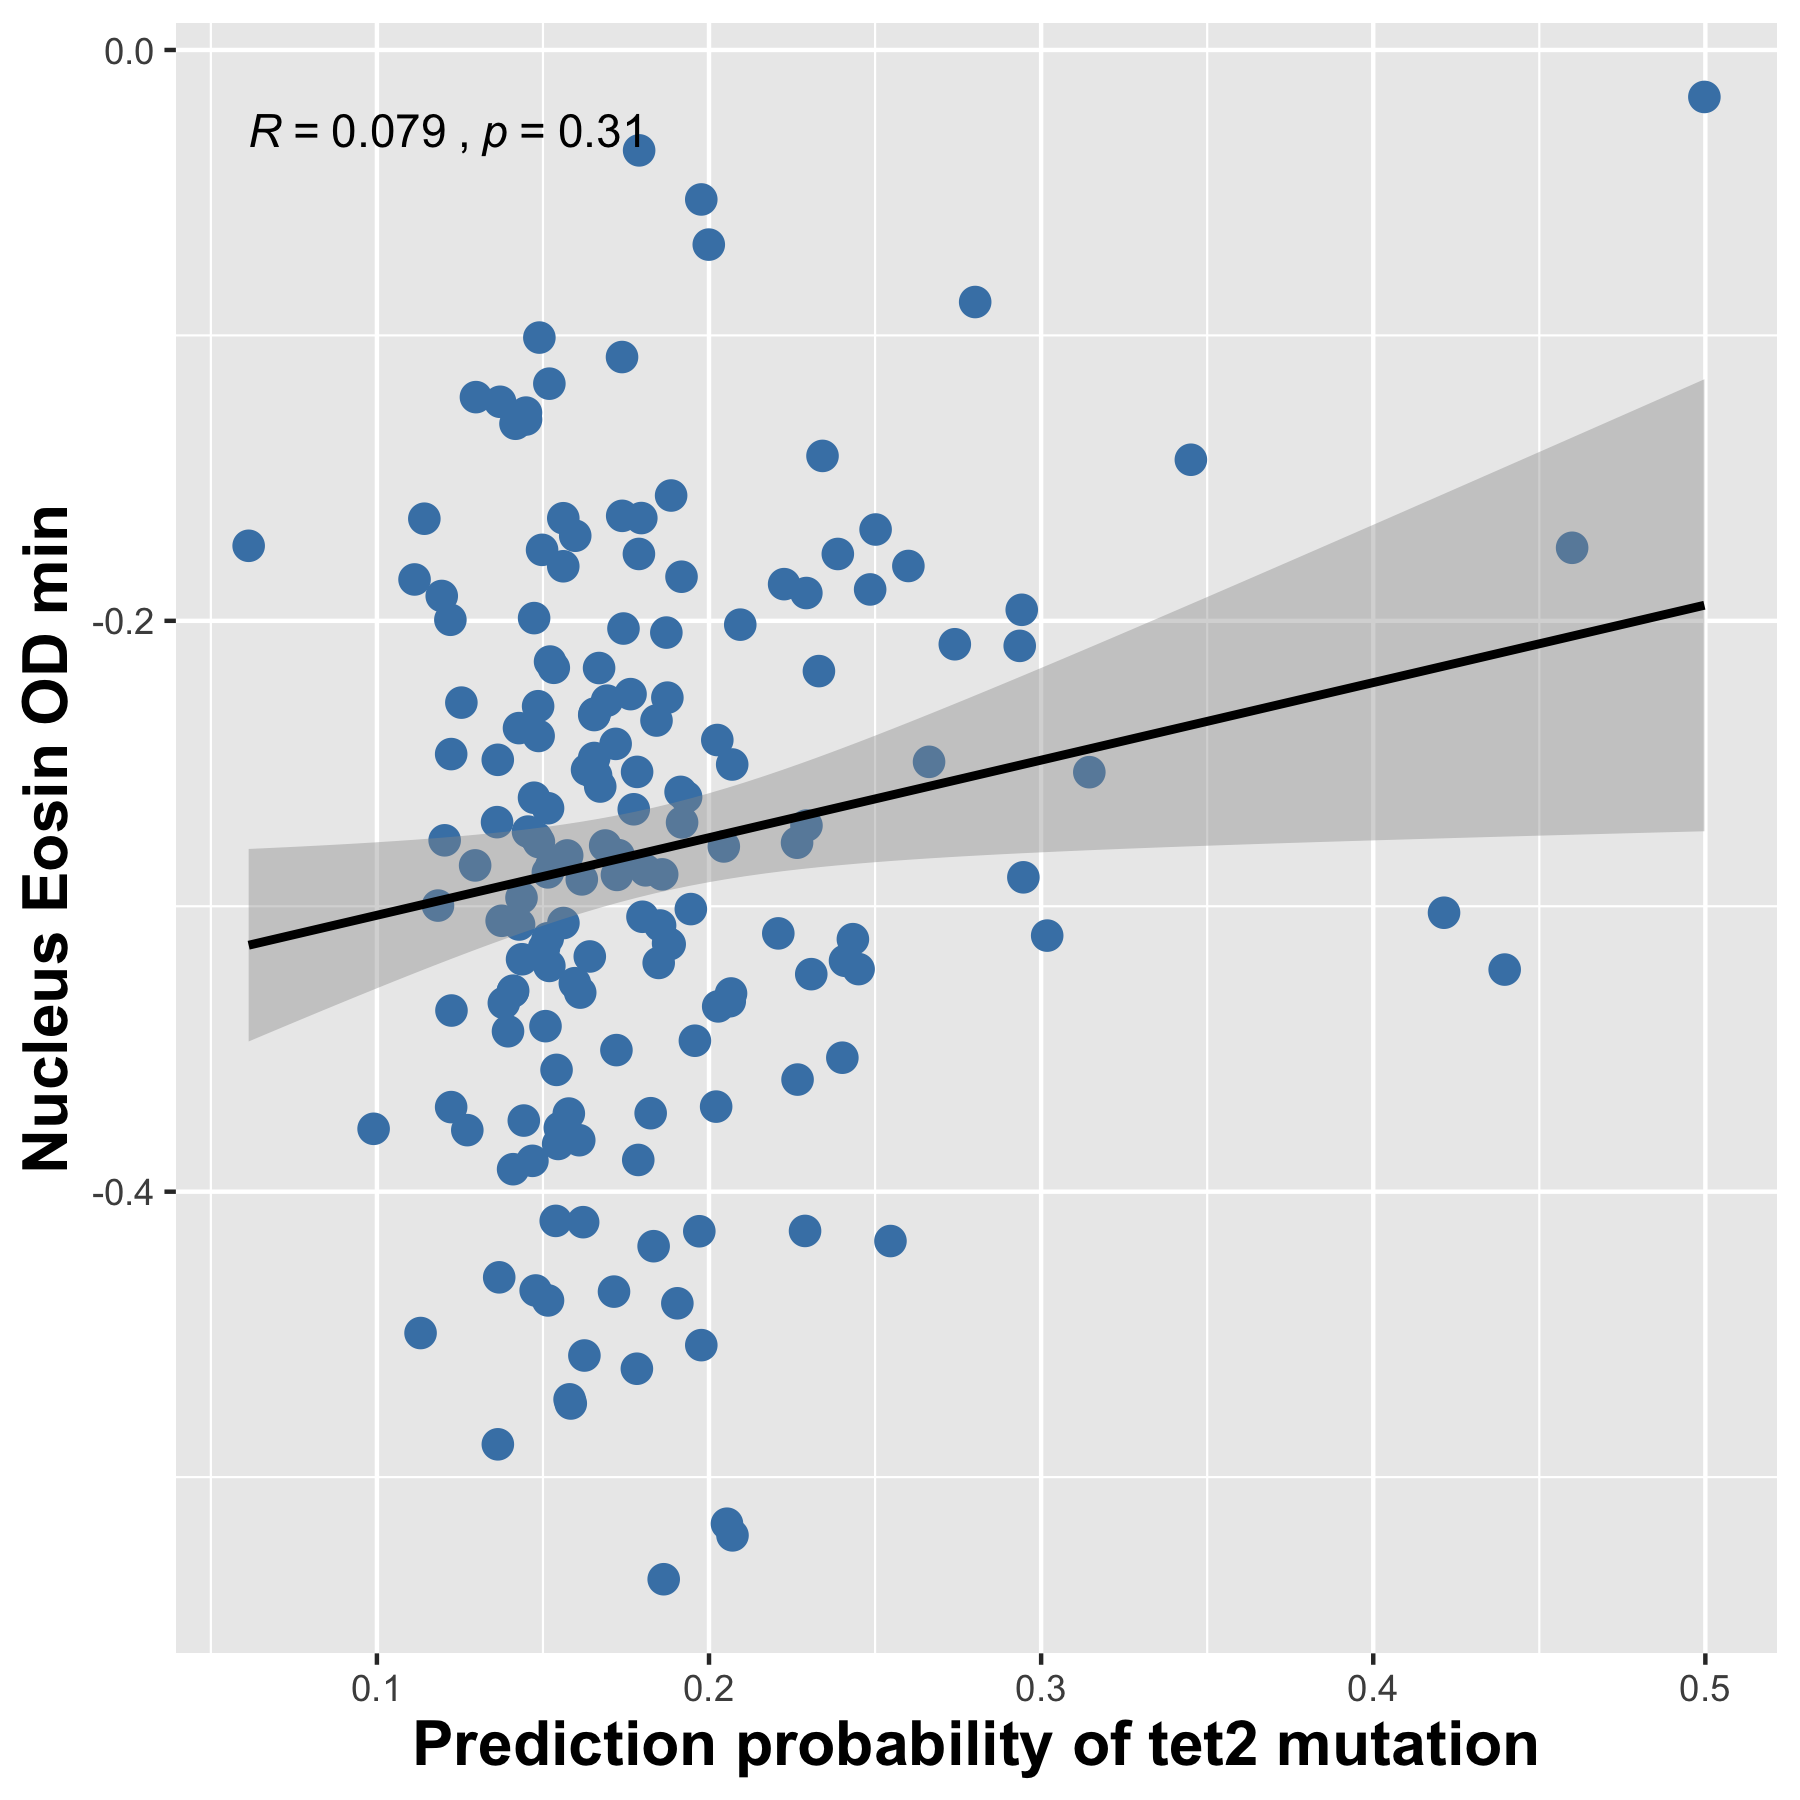 R = 0.079 , p = 0.31
0.0
-0.2
-0.4
Nucleus Eosin OD min
0.1 0.2 0.3 0.4 0.5
Prediction probability of tet2 mutation